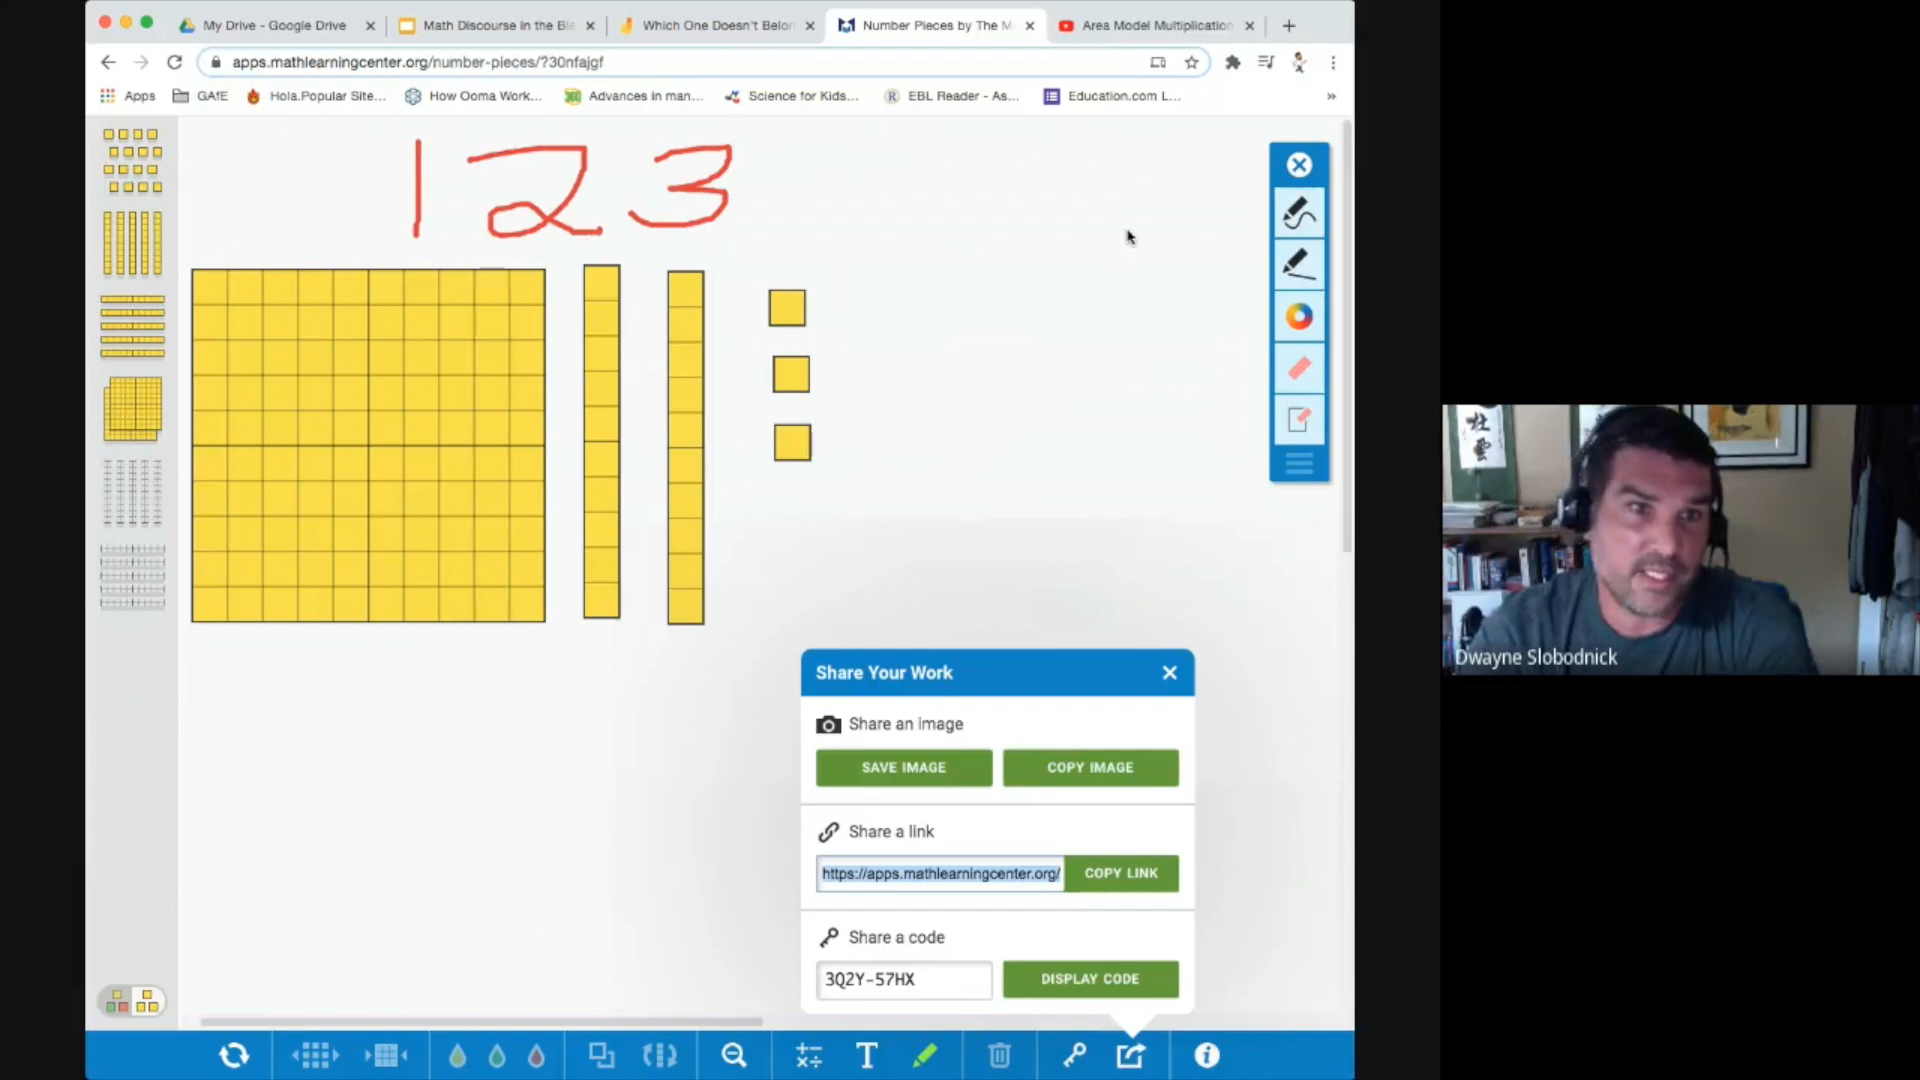 My Drive - Google Drive
Math Discourse in the Ble
Which One Doesn't Belon
Number Pieces by The M
Area Model Multiplication
apps.mathlearningcenter.org/number-pieces/?30nfajgf
Apps
GAfE
Hola.Popular Site...
How Ooma Work...
Advances in man...
Science for Kids...
EBL Reader - As...
Education.com L...
»
123
Share Your Work
Share an image
SAVE IMAGE
COPY IMAGE
Share a link
https://apps.mathlearningcenter.org/
COPY LINK
Share a code
3Q2Y-57HX
DISPLAY CODE
T
Dwayne Slobodnick